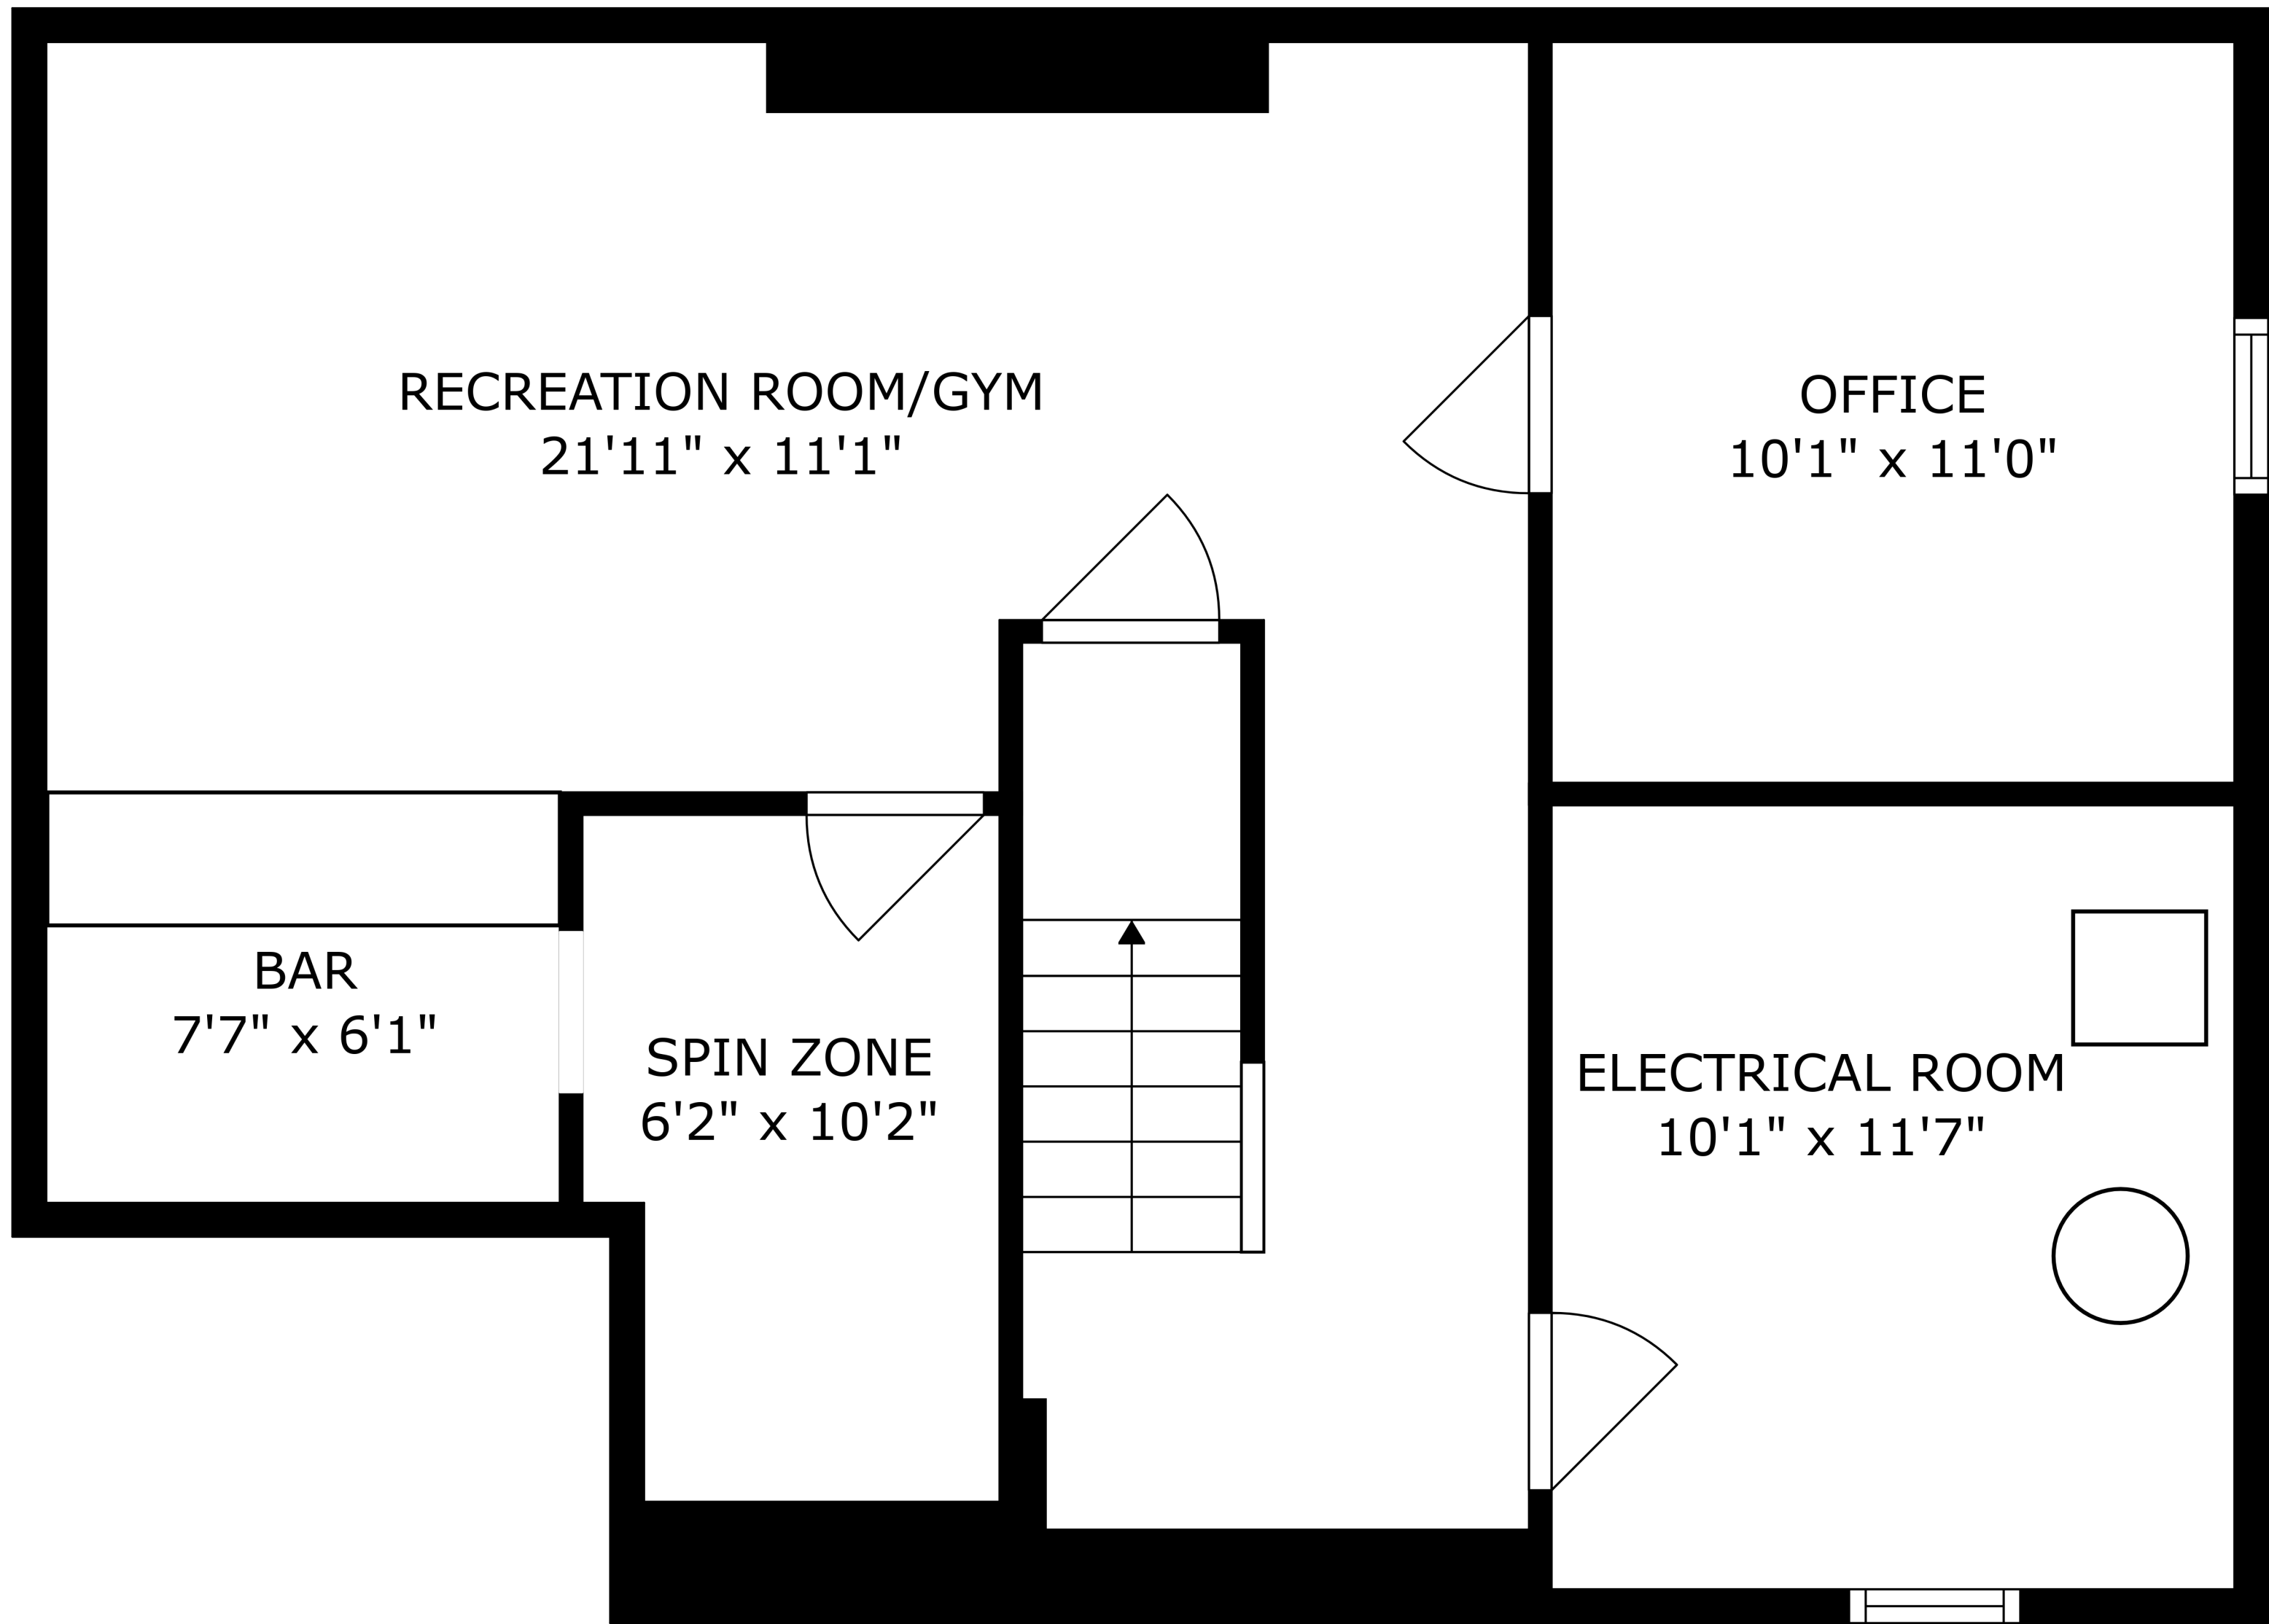 RECREATION ROOM/GYM
21'11" x 11'1"
OFFICE
10'1" x 11'0"
BAR
7'7" x 6'1"
SPIN ZONE
6'2" x 10'2"
ELECTRICAL ROOM
10'1" x 11'7"